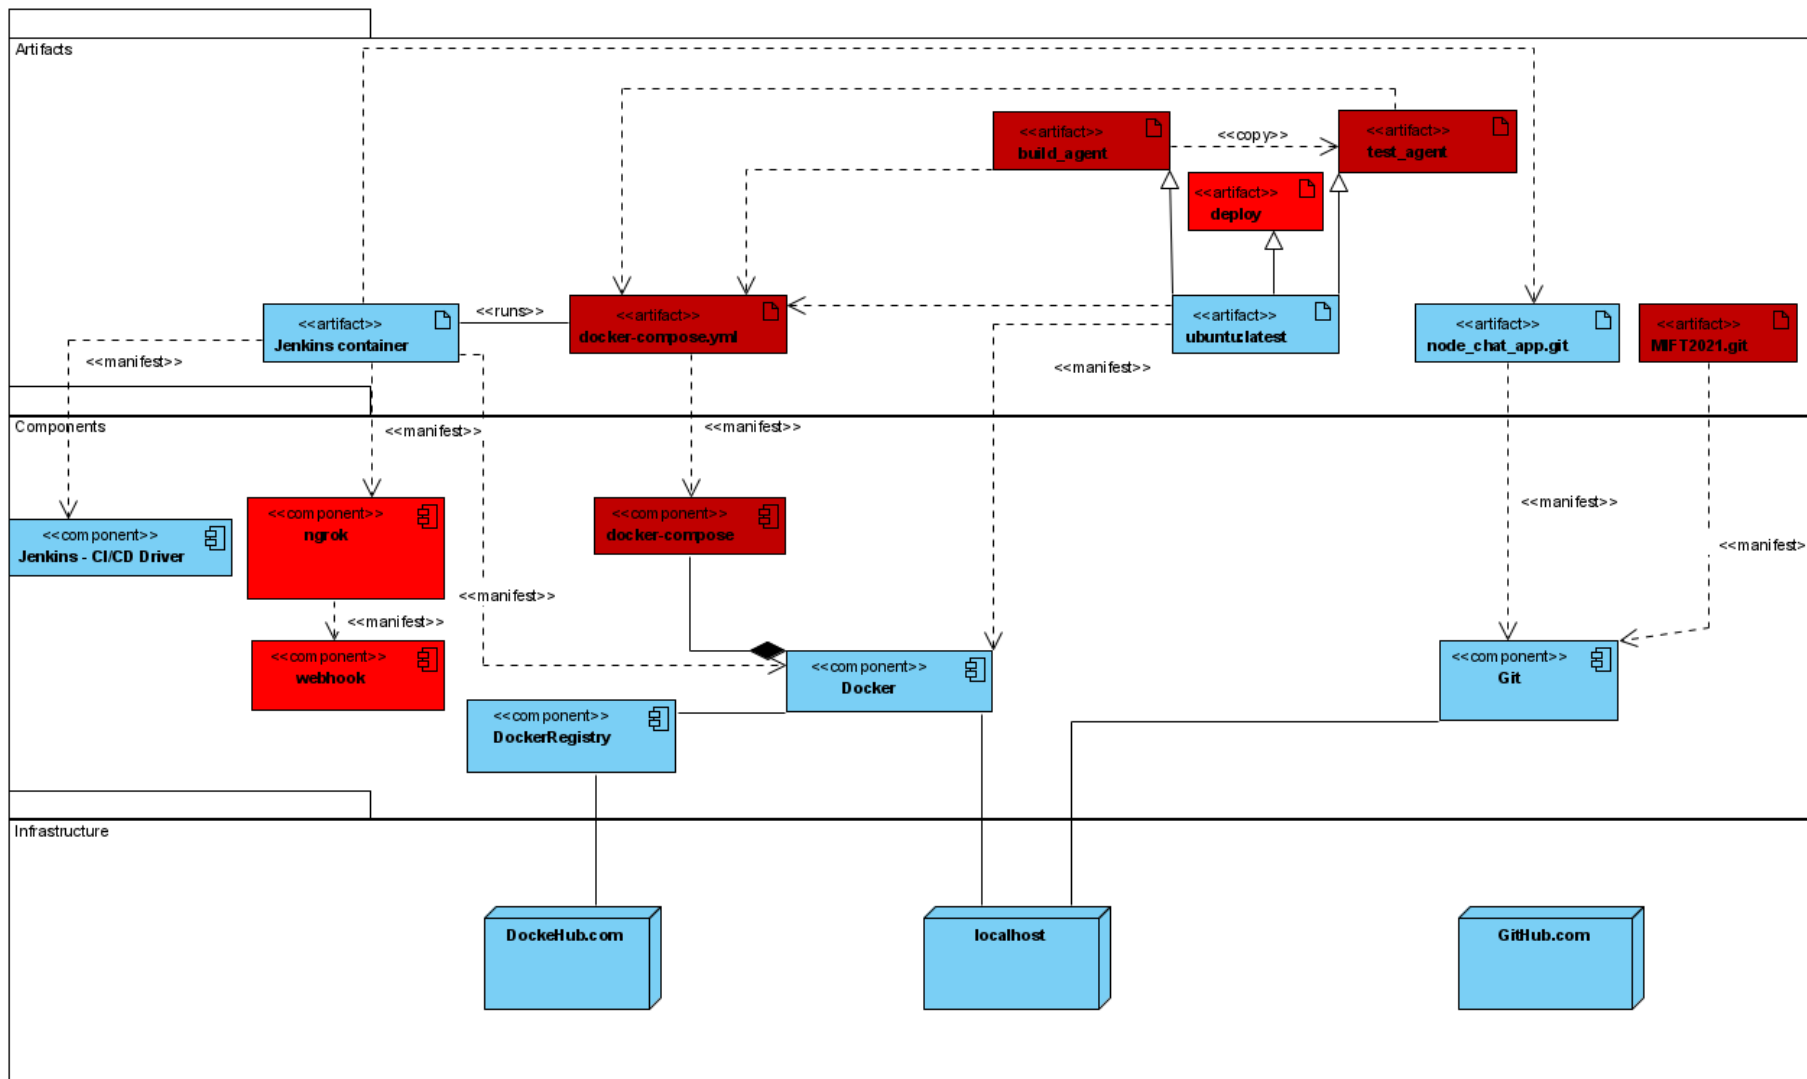 Artifacts
<<artifact>>
build_agent
<<copy>>
<<artifact>>
test_agent
<<artifact>>
deploy
<<artifact>>
Jenkins container
<<runs>>
<<artifact>>
docker-compose.yml
<<artifact>>
ubuntu:latest
<<artifact>>
node_chat_app.git
<<artifact>>
MIFT2021.git
<<manifest>>
<<manifest>>
Components
<<manifest>>
<<manifest>>
<<manifest>>
<<manifest>>
<<component>>
Jenkins - CI/CD Driver
<<component>>
ngrok
<<component>>
docker-compose
<<manifest>>
<<manifest>>
<<component>>
webhook
<<component>>
Docker
<<component>>
Git
<<component>>
DockerRegistry
Infrastructure
DockeHub.com
localhost
GitHub.com